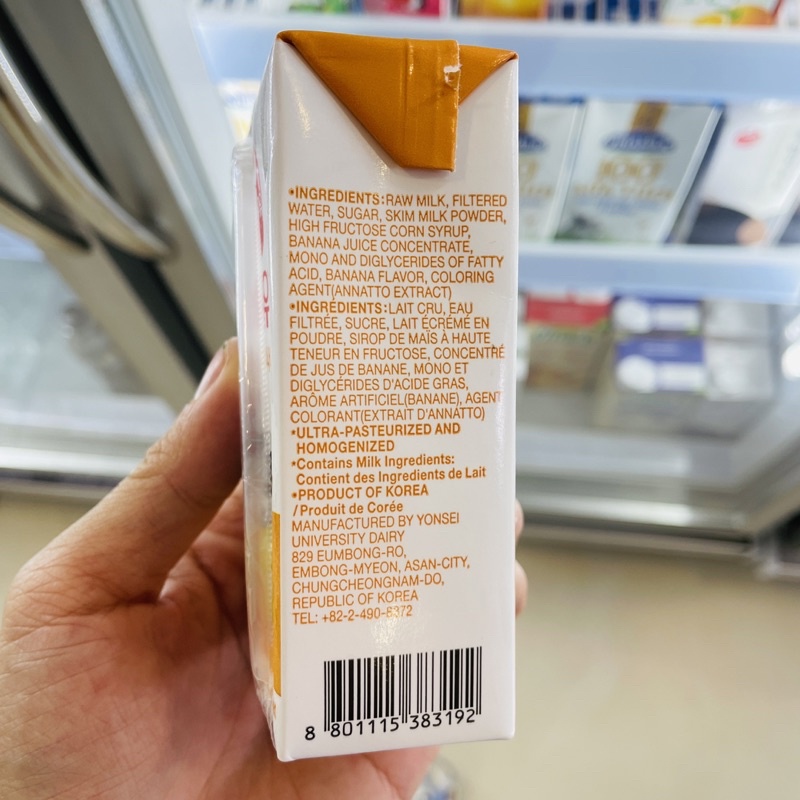 •INGREDIENTS:RAW MILK, FILTERED
WATER, SUGAR, SKIM MILK POWDER,
HIGH FRUCTOSE CORN SYRUP,
BANANA JUICE CONCENTRATE,
MONO AND DIGLYCERIDES OF FATTY
ACID, BANANA FLAVOR, COLORING
AGENT(ANNATTO EXTRACT)
•INGRÉDIENTS:LAIT CRU, EAU
FILTRÉE, SUCRE, LAIT ÉCRÉMÉ EN
POUDRE, SIROP DE MAÏS À HAUTE
TENEUR EN FRUCTOSE, CONCENTRÉ
DE JUS DE BANANE, MONO ET
DIGLYCÉRIDES D'ACIDE GRAS,
ARÔME ARTIFICIEL(BANANE), AGENT
COLORANT(EXTRAIT D'ANNATTO)
•ULTRA-PASTEURIZED AND
HOMOGENIZED
•Contains Milk Ingredients:
Contient des Ingredients de Lait
•PRODUCT OF KOREA
/Produit de Corée
MANUFACTURED BY YONSEI
UNIVERSITY DAIRY
829 EUMBONG-RO,
EMBONG-MYEON, ASAN-CITY,
CHUNGCHEONGNAM-DO,
REPUBLIC OF KOREA
TEL: +82-2-490-8372
8 801115 383192